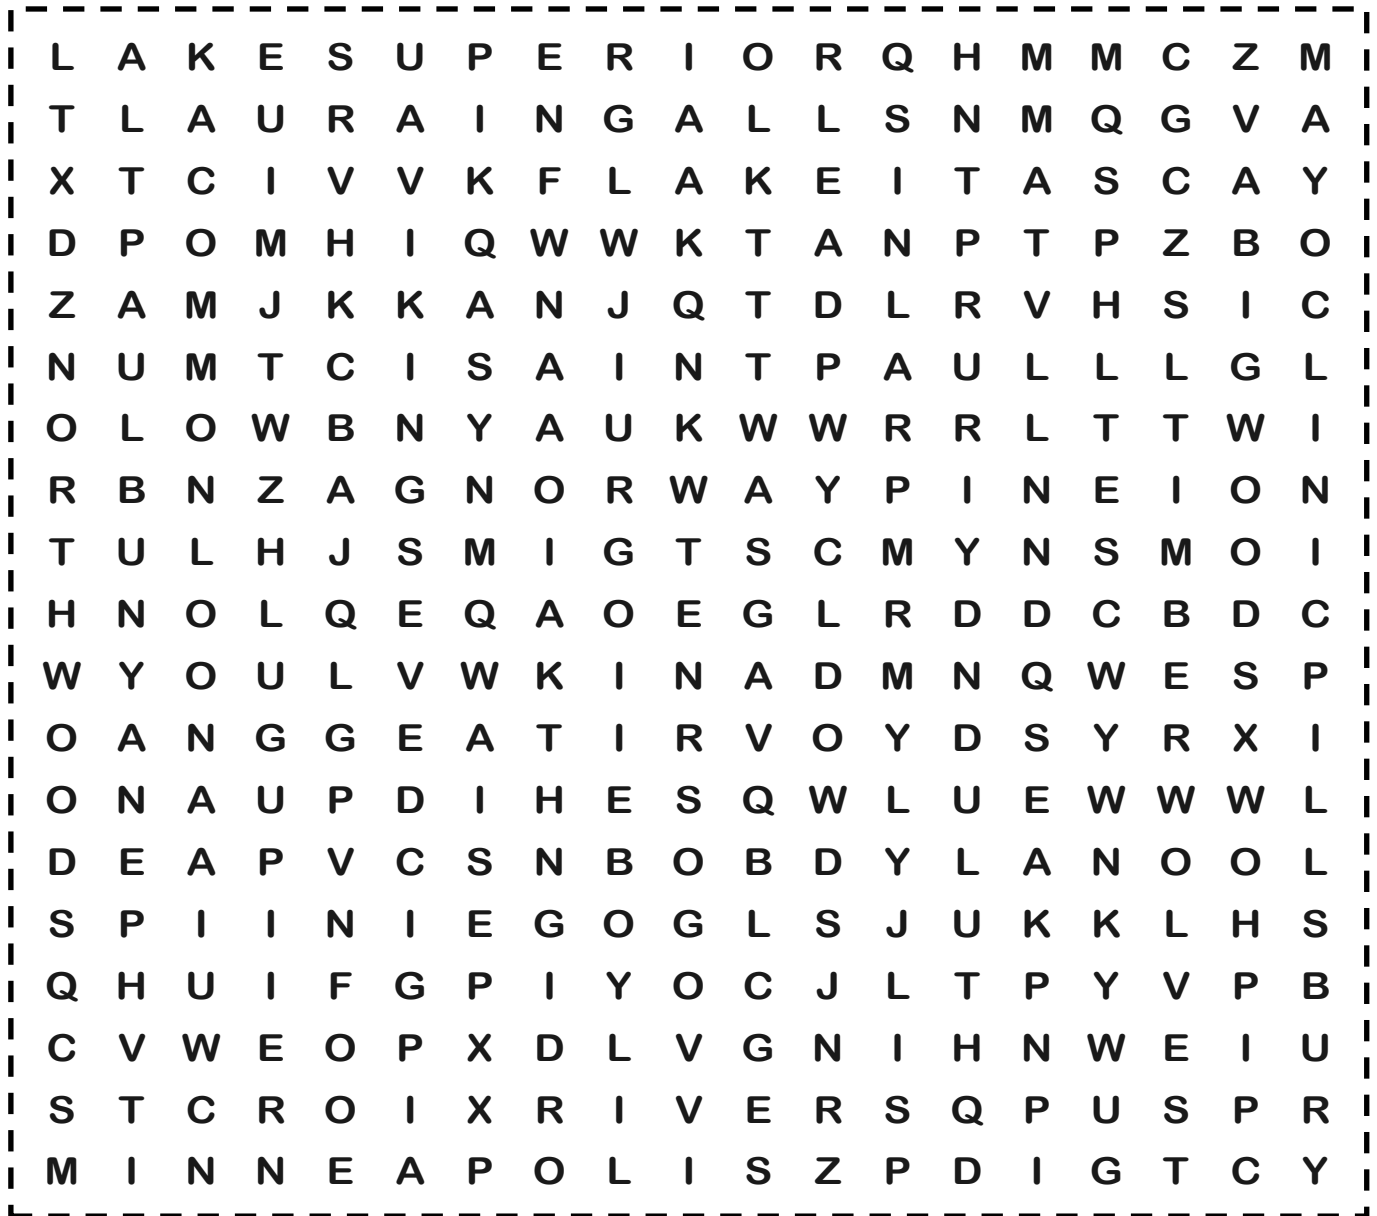 L A K E S U P E R I O R Q H M M C Z M
T L A U R A I N G A L L S N M Q G V A
X T C I V V K F L A K E I T A S C A Y
D P O M H I Q W W K T A N P T P Z B O
Z A M J K K A N J Q T D L R V H S I C
N U M T C I S A I N T P A U L L L G L
O L O W B N Y A U K W W R R L T T W I
R B N Z A G N O R W A Y P I N E I O N
T U L H J S M I G T S C M Y N S M O I
H N O L Q E Q A O E G L R D D C B D C
W Y O U L V W K I N A D M N Q W E S P
O A N G G E A T I R V O Y D S Y R X I
O N A U P D I H E S Q W L U E W W W L
D E A P V C S N B O B D Y L A N O O L
S P I I N I E G O G L S J U K K L H S
Q H U I F G P I Y O C J L T P Y V P B
C V W E O P X D L V G N I H N W E I U
S T C R O I X R I V E R S Q P U S P R
M I N N E A P O L I S Z P D I G T C Y